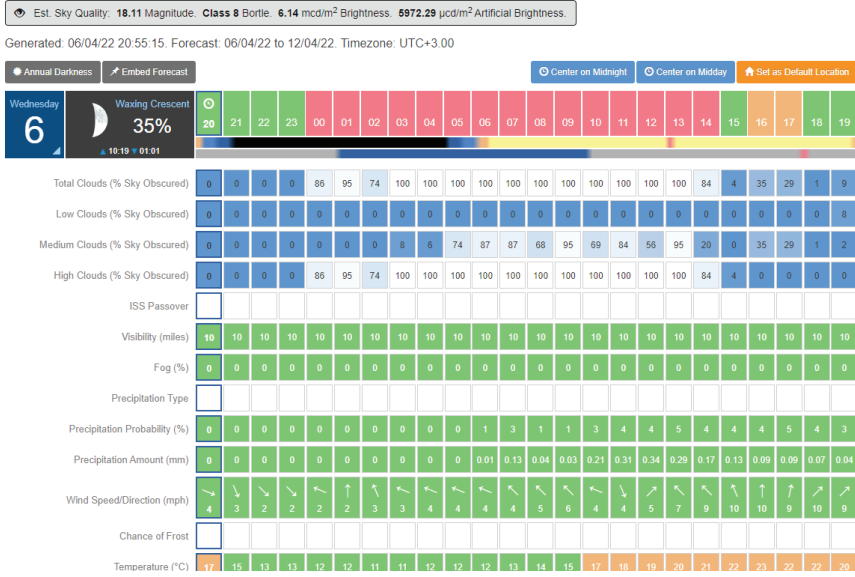 Est. Sky Quality: 18.11 Magnitude. Class 8 Bortle. 6.14 mcd/m² Brightness. 5972.29 μcd/m² Artificial Brightness.
Generated: 06/04/22 20:55:15. Forecast: 06/04/22 to 12/04/22. Timezone: UTC+3.00
Annual Darkness Embed Forecast Center on Midnight Center on Midday Set as Default Location
Wednesday
6
Waxing Crescent
35%
▲ 10:19 ▼ 01:01
20 21 22 23 00 01 02 03 04 05 06 07 08 09 10 11 12 13 14 15 16 17 18 19
Total Clouds (% Sky Obscured) 0 0 0 0 86 95 74 100 100 100 100 100 100 100 100 100 100 100 84 4 35 29 1 9
Low Clouds (% Sky Obscured) 0 0 0 0 0 0 0 0 0 0 0 0 0 0 0 0 0 0 0 0 0 0 0 8
Medium Clouds (% Sky Obscured) 0 0 0 0 0 0 0 8 6 74 87 87 68 95 69 84 56 95 20 0 35 29 1 2
High Clouds (% Sky Obscured) 0 0 0 0 86 95 74 100 100 100 100 100 100 100 100 100 100 100 84 4 0 0 0 0
ISS Passover
Visibility (miles) 10 10 10 10 10 10 10 10 10 10 10 10 10 10 10 10 10 10 10 10 10 10 10 10
Fog (%) 0 0 0 0 0 0 0 0 0 0 0 0 0 0 0 0 0 0 0 0 0 0 0 0
Precipitation Type
Precipitation Probability (%) 0 0 0 0 0 0 0 0 0 0 1 3 1 1 3 4 4 5 4 4 4 5 4 3
Precipitation Amount (mm) 0 0 0 0 0 0 0 0 0 0 0.01 0.13 0.04 0.03 0.21 0.31 0.34 0.29 0.17 0.13 0.09 0.09 0.07 0.04
Wind Speed/Direction (mph) 4 3 2 2 2 2 2 3 4 4 4 4 5 6 4 4 5 7 9 10 10 9 10 9
Chance of Frost
Temperature (°C) 17 15 13 13 12 12 11 11 12 12 12 13 14 15 17 18 19 20 21 22 23 22 22 20